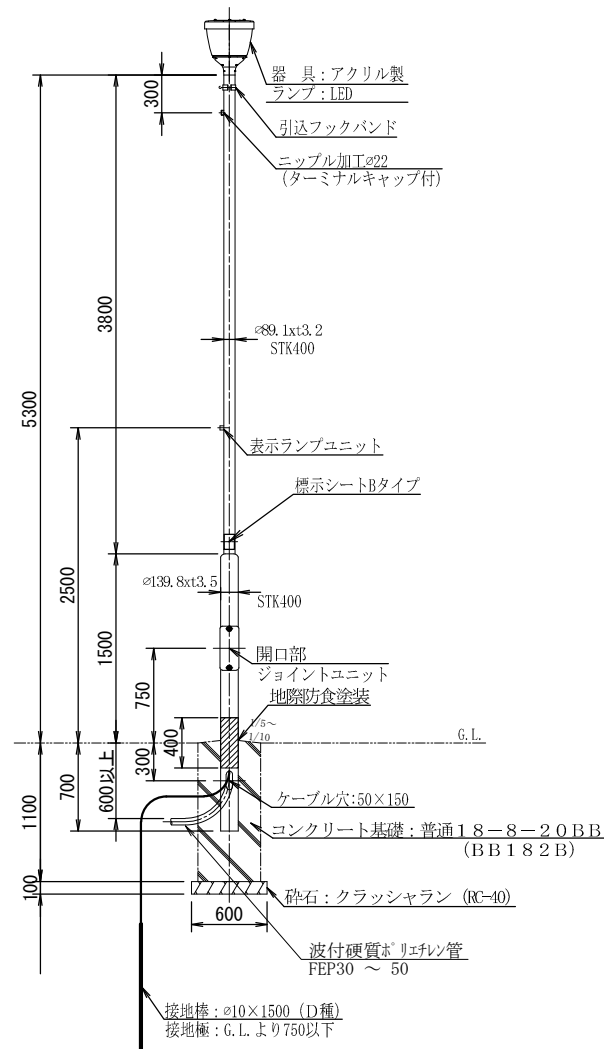 器　具：アクリル製
ランプ：LED
300
引込フックバンド
ニップル加工⌀22
(ターミナルキャップ付)
3800
⌀89.1xt3.2
STK400
5300
表示ランプユニット
標示シートBタイプ
2500
⌀139.8xt3.5
STK400
1500
開口部
ジョイントユニット
750
地際防食塗装
1/5～
1/10
G.L.
400
300
600以上
700
ケーブル穴:50×150
1100
コンクリート基礎：普通１８－８－２０ＢＢ
(ＢＢ１８２Ｂ)
100
砕石：クラッシャラン (RC-40)
600
波付硬質ﾎﾟﾘｴﾁﾚﾝ管
FEP30 ～ 50
接地棒：⌀10×1500 (D種)
接地極：G.L.より750以下